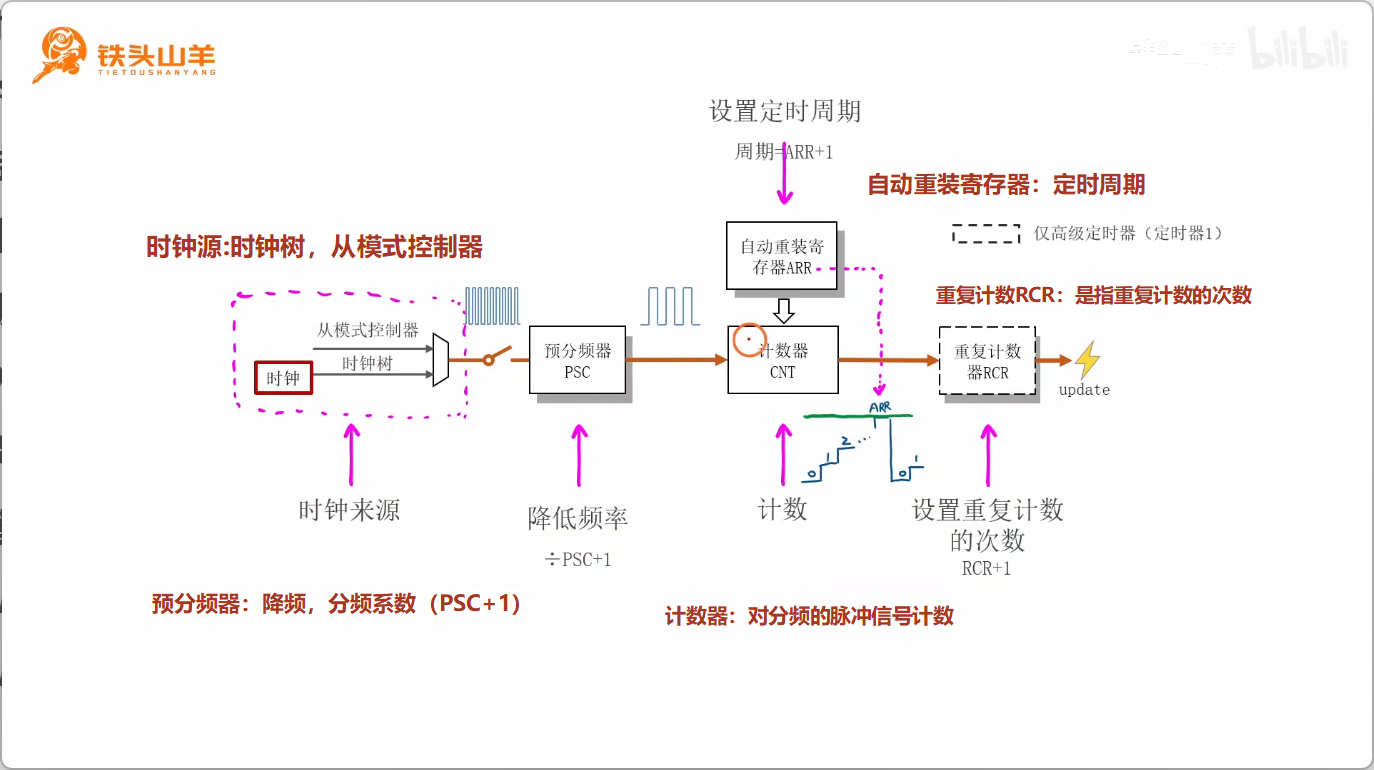 铁头山羊
TIETOUSHANYANG
bilibili
设置定时周期
周期=ARR+1
自动重装寄存器：定时周期
仅高级定时器（定时器1）
时钟源:时钟树，从模式控制器
自动重装寄
存器ARR
重复计数RCR：是指重复计数的次数
从模式控制器
时钟树
时钟
预分频器
PSC
计数器
CNT
重复计数
器RCR
update
ARR
0 1 2 ...
0 1
时钟来源
降低频率
÷PSC+1
计数
设置重复计数
的次数
RCR+1
预分频器：降频，分频系数（PSC+1）
计数器：对分频的脉冲信号计数